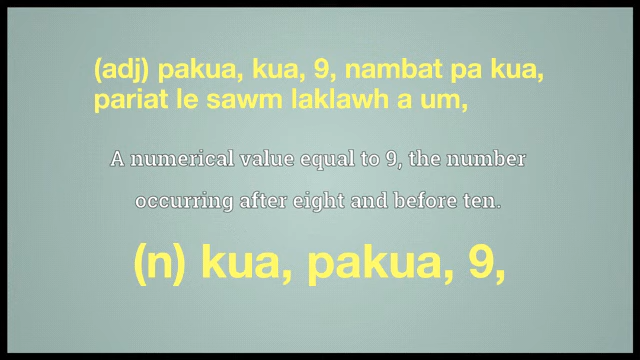 (adj) pakua, kua, 9, nambat pa kua,
pariat le sawm laklawh a um,
A numerical value equal to 9, the number
occurring after eight and before ten.
(n) kua, pakua, 9,